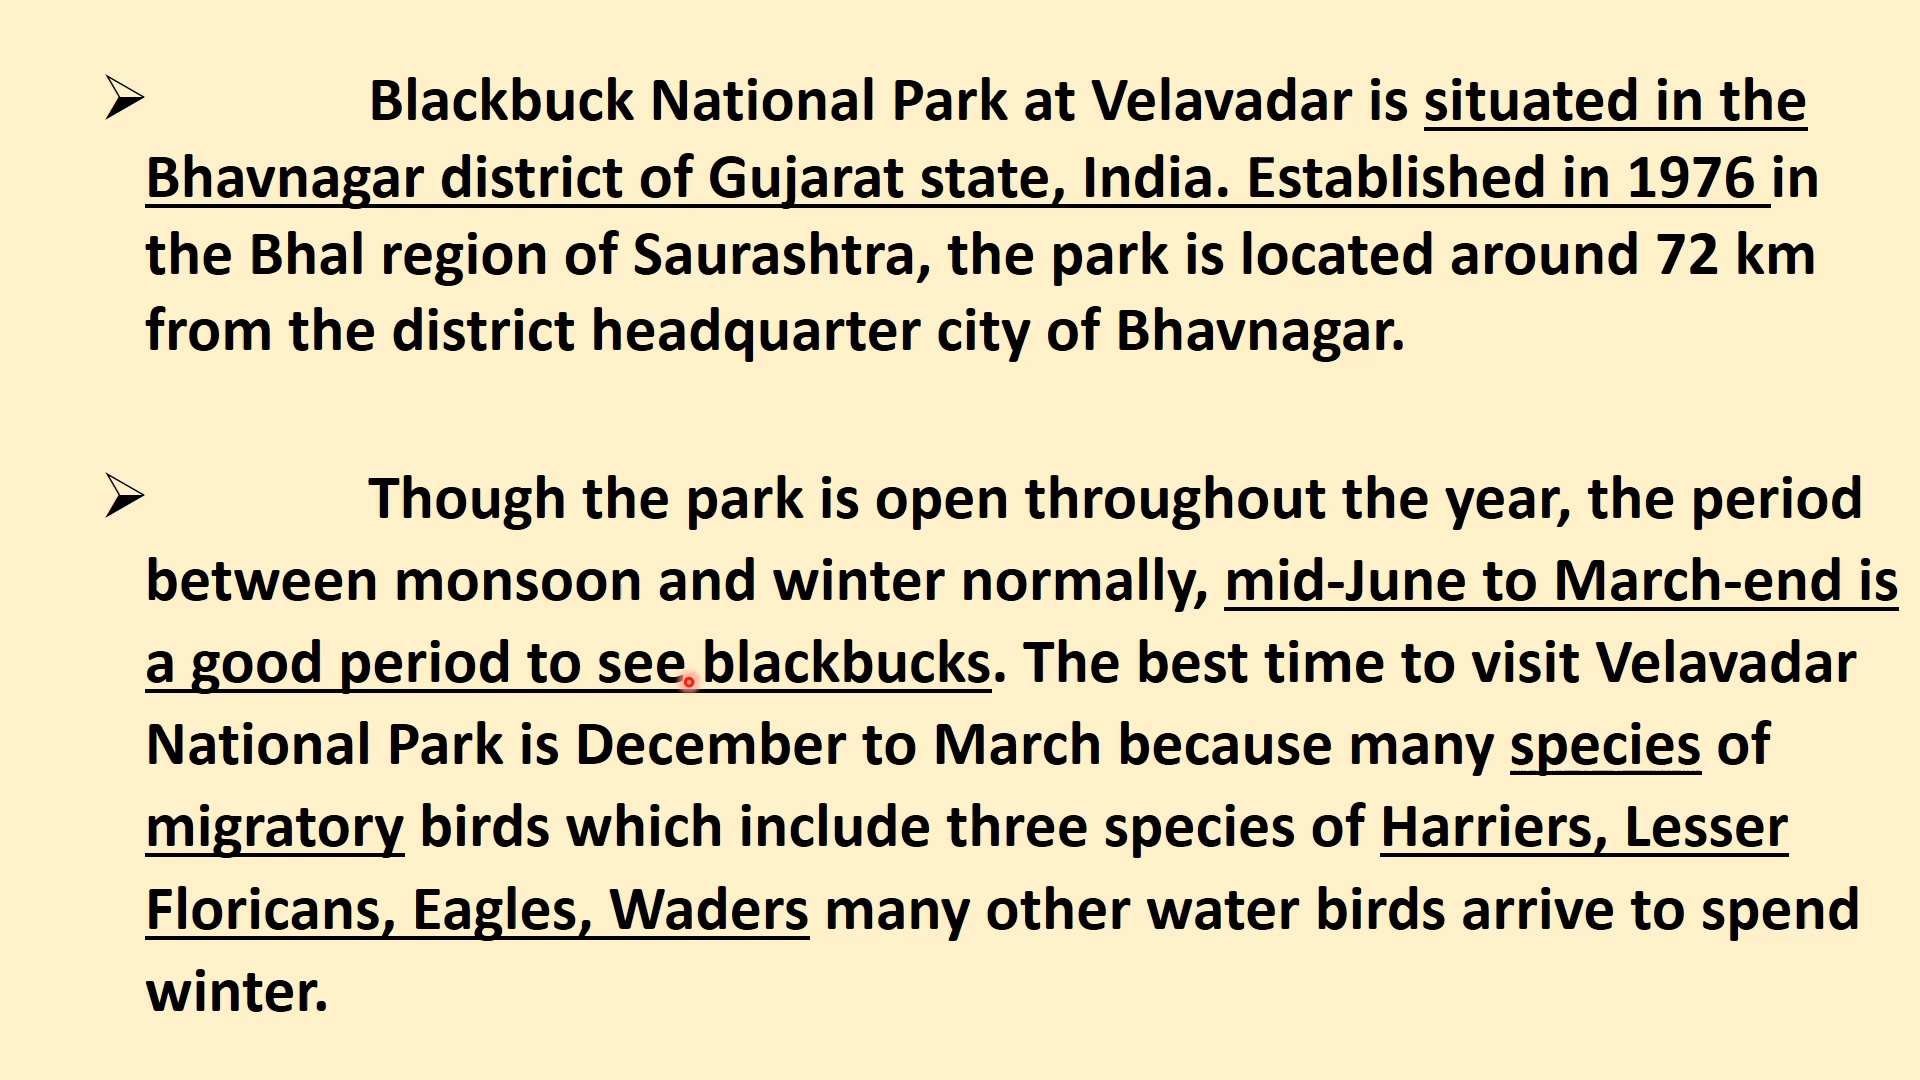 Blackbuck National Park at Velavadar is situated in the
Bhavnagar district of Gujarat state, India. Established in 1976 in
the Bhal region of Saurashtra, the park is located around 72 km
from the district headquarter city of Bhavnagar.
Though the park is open throughout the year, the period
between monsoon and winter normally, mid-June to March-end is
a good period to see blackbucks. The best time to visit Velavadar
National Park is December to March because many species of
migratory birds which include three species of Harriers, Lesser
Floricans, Eagles, Waders many other water birds arrive to spend
winter.